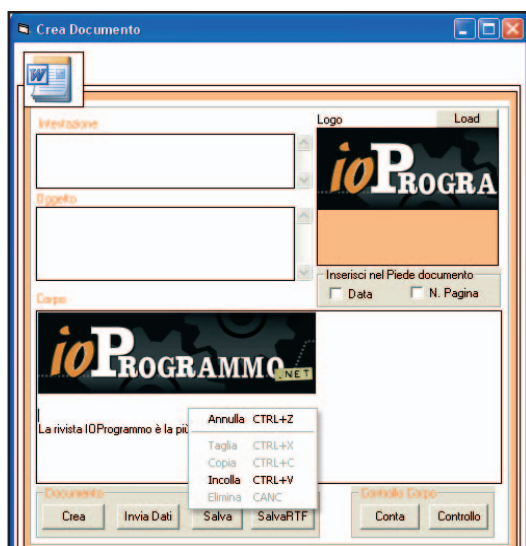 Crea Documento
W
Intestazione
Logo
Load
ioPROGRA
Oggetto
Inserisci nel Piede documento
Data
N. Pagina
Corpo
ioPROGRAMMO.NET
La rivista IOProgrammo è la più
Annulla CTRL+Z
Taglia CTRL+X
Copia CTRL+C
Incolla CTRL+V
Elimina CANC
Documento
Crea
Invia Dati
Salva
SalvaRTF
Controllo Corpo
Conta
Controllo